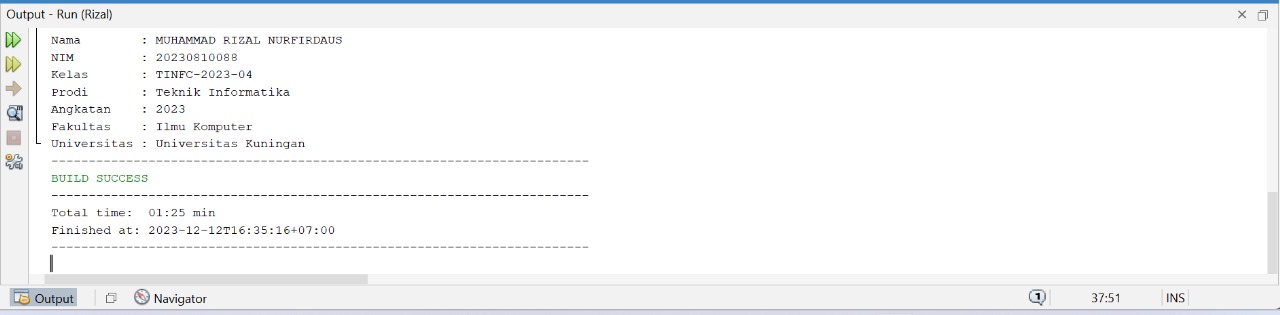 Output - Run (Rizal)
Nama : MUHAMMAD RIZAL NURFIRDAUS
NIM : 20230810088
Kelas : TINFC-2023-04
Prodi : Teknik Informatika
Angkatan : 2023
Fakultas : Ilmu Komputer
Universitas : Universitas Kuningan
------------------------------------------------------------------------
BUILD SUCCESS
------------------------------------------------------------------------
Total time: 01:25 min
Finished at: 2023-12-12T16:35:16+07:00
------------------------------------------------------------------------
Output Navigator 1 37:51 INS